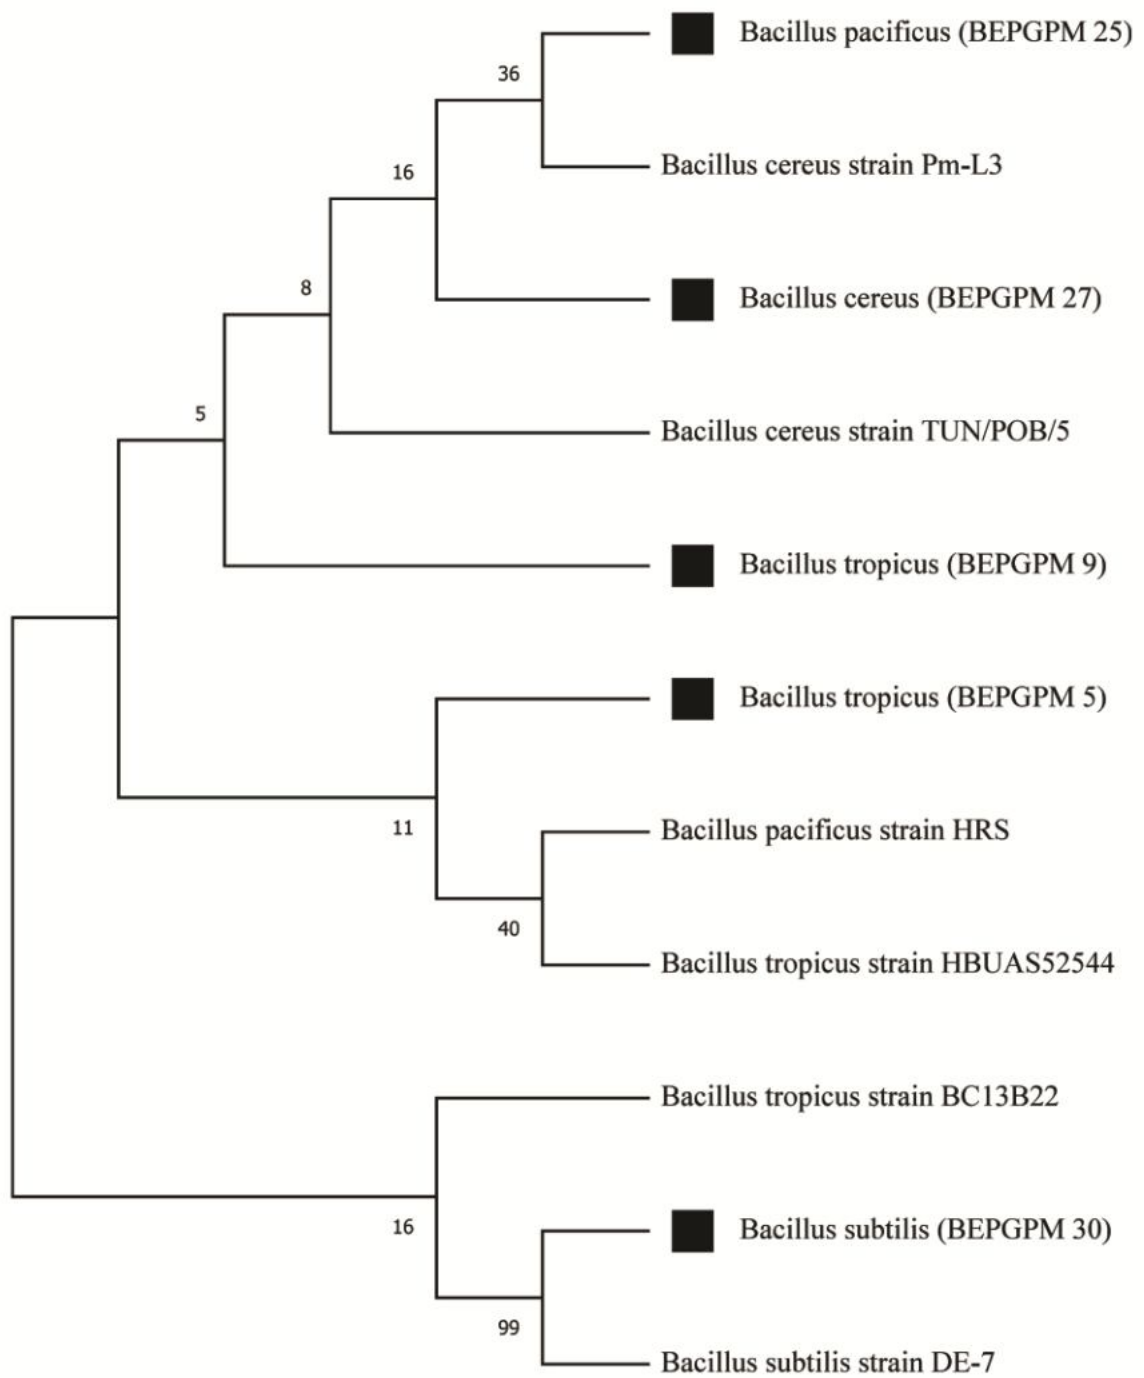 Bacillus pacificus (BEPGPM 25)
36
Bacillus cereus strain Pm-L3
16
Bacillus cereus (BEPGPM 27)
8
Bacillus cereus strain TUN/POB/5
5
Bacillus tropicus (BEPGPM 9)
Bacillus tropicus (BEPGPM 5)
11
Bacillus pacificus strain HRS
40
Bacillus tropicus strain HBUAS52544
Bacillus tropicus strain BC13B22
16
Bacillus subtilis (BEPGPM 30)
99
Bacillus subtilis strain DE-7